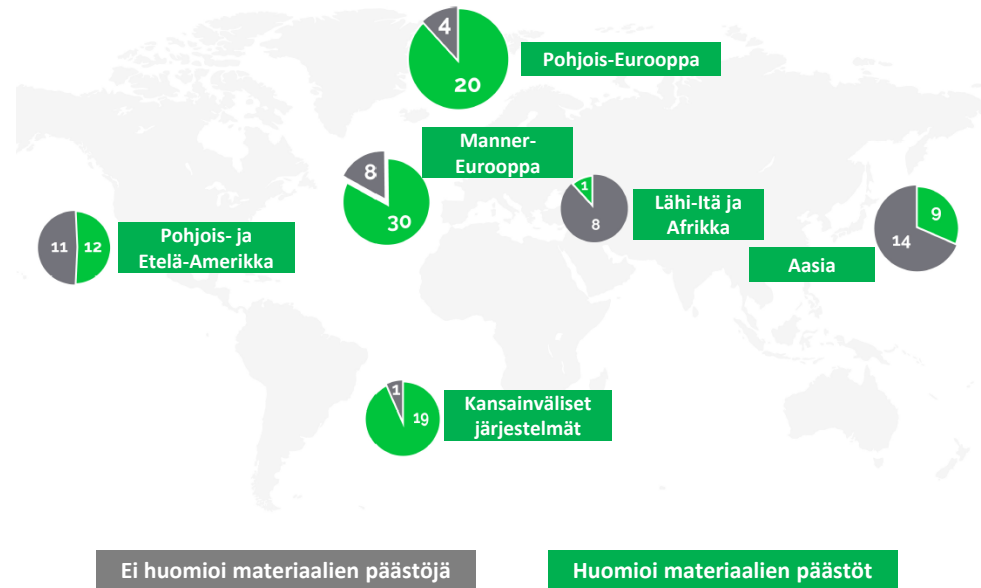 4
20
Pohjois-Eurooppa
Manner-
Eurooppa
8
30
1
8
Lähi-Itä ja
Afrikka
9
14
Aasia
11
12
Pohjois- ja
Etelä-Amerikka
1
19
Kansainväliset
järjestelmät
Ei huomioi materiaalien päästöjä
Huomioi materiaalien päästöt